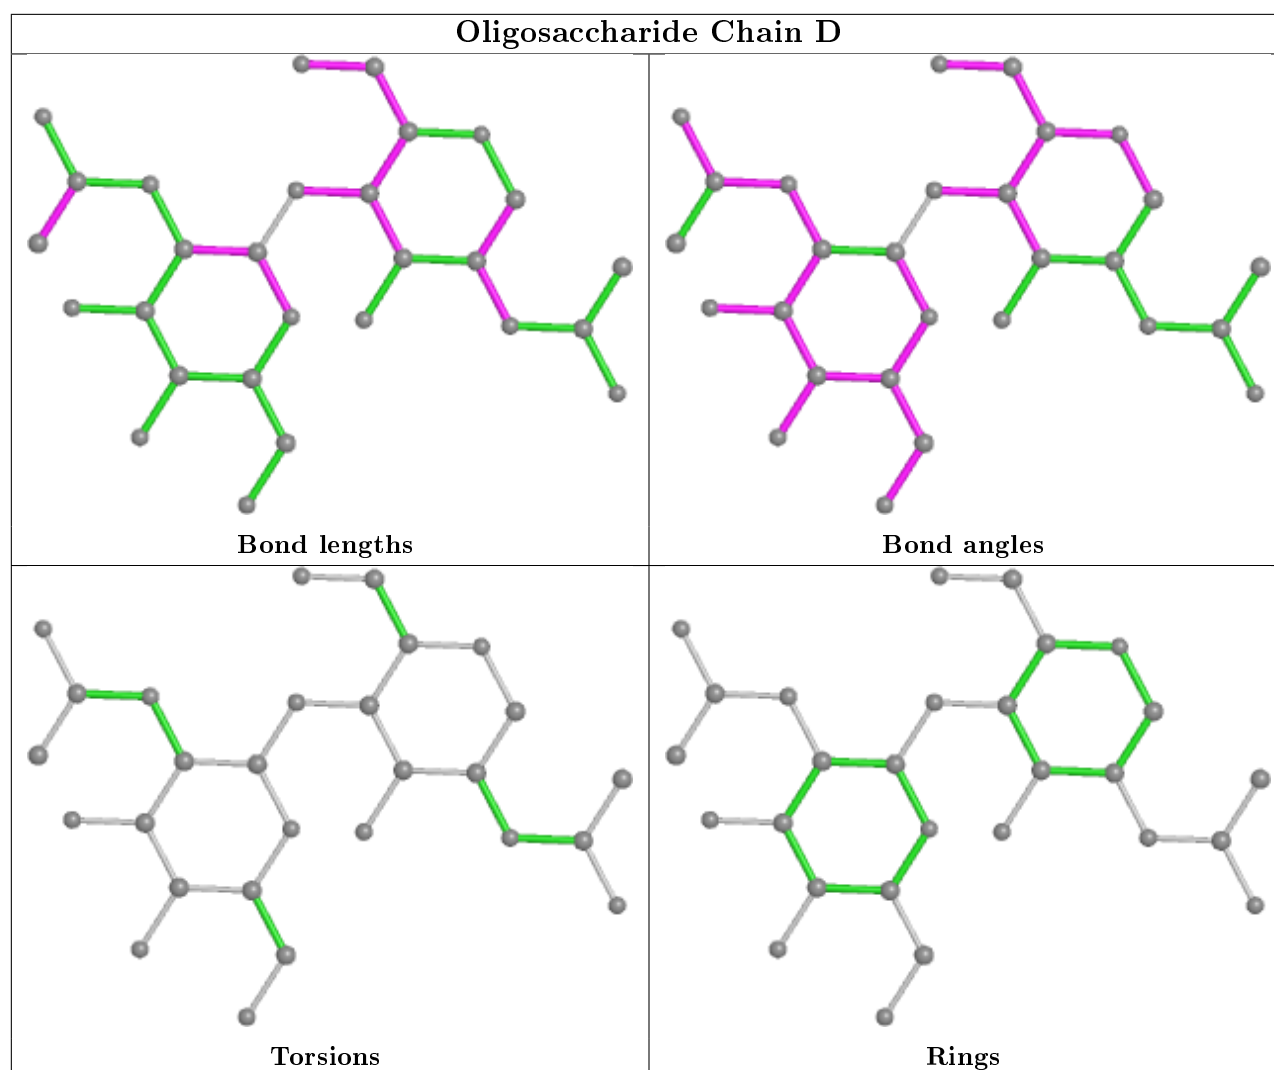 Oligosaccharide Chain D
Bond lengths
Bond angles
Torsions
Rings